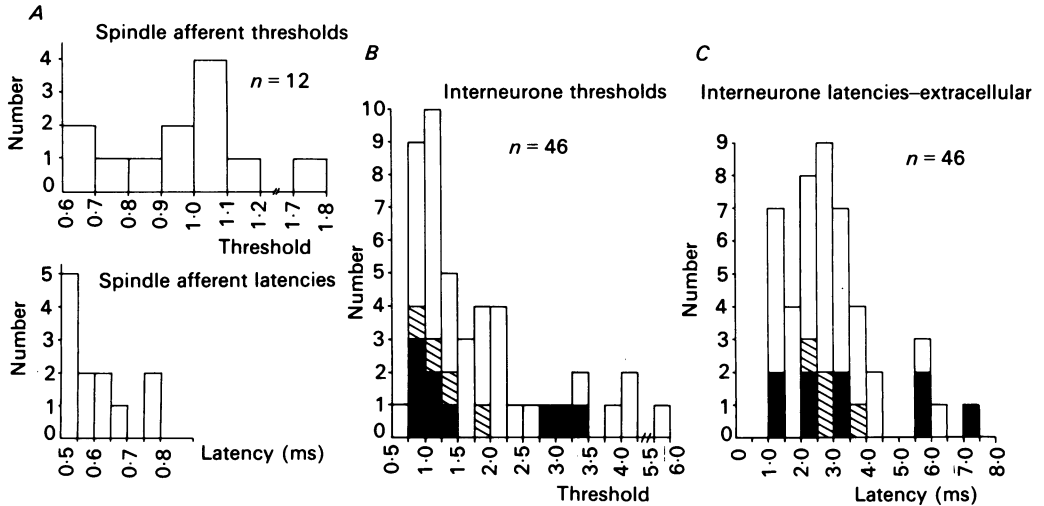 A
Spindle afferent thresholds
Number
4
3
2
1
0
n = 12
0·6 0·7 0·8 0·9 1·0 1·1 1·2 1·7 1·8
Threshold
Spindle afferent latencies
Number
5
4
3
2
1
0
0·5 0·6 0·7 0·8
Latency (ms)
B
Interneurone thresholds
n = 46
Number
10
9
8
7
6
5
4
3
2
1
0
0·5 1·0 1·5 2·0 2·5 3·0 3·5 4·0 5·5 6·0
Threshold
C
Interneurone latencies–extracellular
n = 46
Number
9
8
7
6
5
4
3
2
1
0
0 1·0 2·0 3·0 4·0 5·0 6·0 7·0 8·0
Latency (ms)